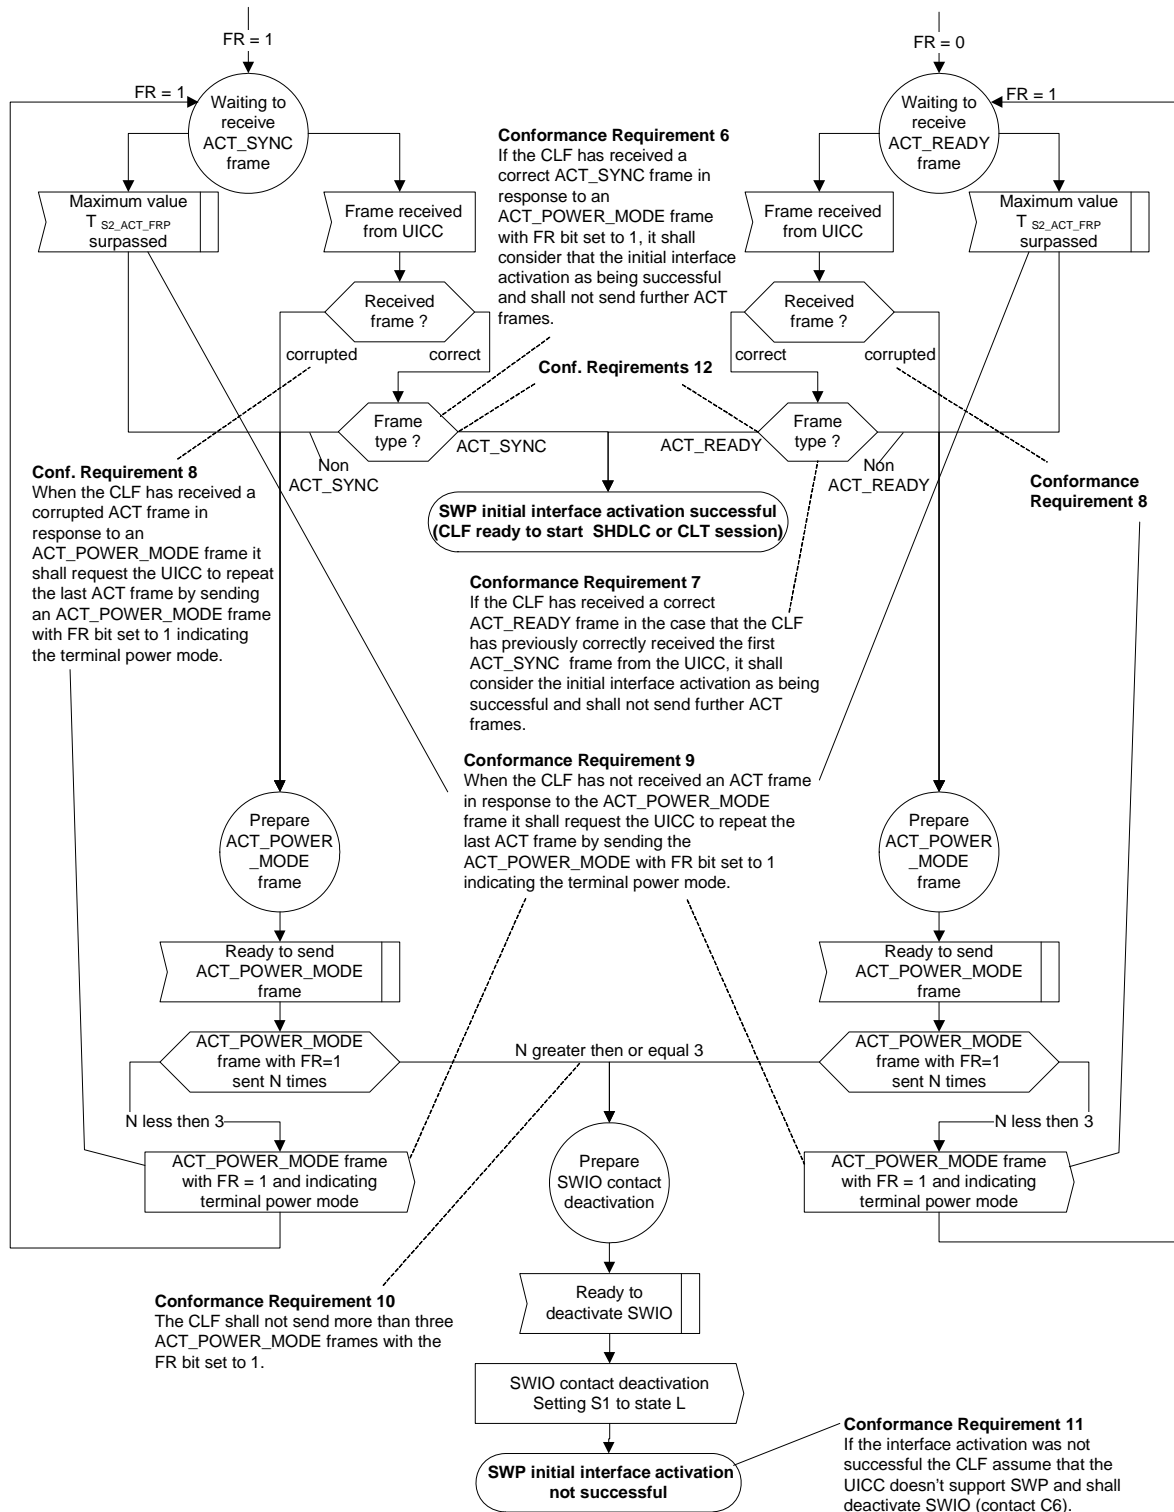 FR = 1
FR = 0
FR = 1
FR = 1
Waiting to
receive
ACT_SYNC
frame
Waiting to
receive
ACT_READY
frame
Conformance Requirement 6
If the CLF has received a
correct ACT_SYNC frame in
response to an
ACT_POWER_MODE frame
with FR bit set to 1, it shall
consider that the initial interface
activation as being successful
and shall not send further ACT
frames.
Maximum value
T S2_ACT_FRP
surpassed
Frame received
from UICC
Frame received
from UICC
Maximum value
T S2_ACT_FRP
surpassed
Received
frame ?
Received
frame ?
corrupted
correct
correct
corrupted
Conf. Reqirements 12
Frame
type ?
Frame
type ?
ACT_SYNC
ACT_READY
Non
ACT_SYNC
Non
ACT_READY
Conf. Requirement 8
When the CLF has received a
corrupted ACT frame in
response to an
ACT_POWER_MODE frame it
shall request the UICC to repeat
the last ACT frame by sending
an ACT_POWER_MODE frame
with FR bit set to 1 indicating
the terminal power mode.
Conformance
Requirement 8
SWP initial interface activation successful
(CLF ready to start SHDLC or CLT session)
Conformance Requirement 7
If the CLF has received a correct
ACT_READY frame in the case that the CLF
has previously correctly received the first
ACT_SYNC frame from the UICC, it shall
consider the initial interface activation as being
successful and shall not send further ACT
frames.
Conformance Requirement 9
When the CLF has not received an ACT frame
in response to the ACT_POWER_MODE
frame it shall request the UICC to repeat the
last ACT frame by sending the
ACT_POWER_MODE with FR bit set to 1
indicating the terminal power mode.
Prepare
ACT_POWER
_MODE
frame
Prepare
ACT_POWER
_MODE
frame
Ready to send
ACT_POWER_MODE
frame
Ready to send
ACT_POWER_MODE
frame
ACT_POWER_MODE
frame with FR=1
sent N times
N greater then or equal 3
ACT_POWER_MODE
frame with FR=1
sent N times
N less then 3
N less then 3
ACT_POWER_MODE frame
with FR = 1 and indicating
terminal power mode
Prepare
SWIO contact
deactivation
ACT_POWER_MODE frame
with FR = 1 and indicating
terminal power mode
Ready to
deactivate SWIO
Conformance Requirement 10
The CLF shall not send more than three
ACT_POWER_MODE frames with the
FR bit set to 1.
SWIO contact deactivation
Setting S1 to state L
SWP initial interface activation
not successful
Conformance Requirement 11
If the interface activation was not
successful the CLF assume that the
UICC doesn't support SWP and shall
deactivate SWIO (contact C6).